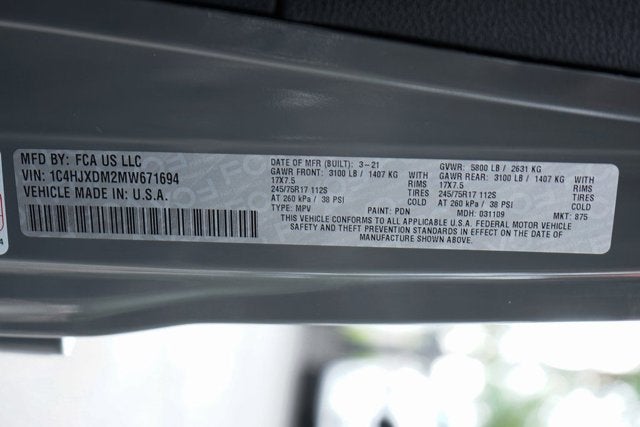 MFD BY: FCA US LLC
VIN: 1C4HJXDM2MW671694
VEHICLE MADE IN: U.S.A.
DATE OF MFR (BUILT): 3-21
GVWR: 5800 LB / 2631 KG
GAWR FRONT: 3100 LB / 1407 KG WITH
GAWR REAR: 3100 LB / 1407 KG WITH
17X7.5 RIMS
17X7.5 RIMS
245/75R17 112S TIRES
245/75R17 112S TIRES
AT 260 kPa / 38 PSI COLD
AT 260 kPa / 38 PSI COLD
TYPE: MPV PAINT: PDN MDH: 031109 MKT: 875
THIS VEHICLE CONFORMS TO ALL APPLICABLE U.S.A. FEDERAL MOTOR VEHICLE
SAFETY AND THEFT PREVENTION STANDARDS IN EFFECT ON THE DATE OF
MANUFACTURE SHOWN ABOVE.